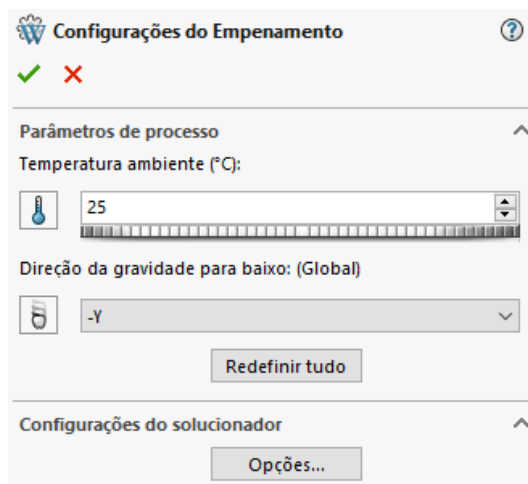 Configurações do Empenamento
Parâmetros de processo
Temperatura ambiente (°C):
25
Direção da gravidade para baixo: (Global)
-Y
Redefinir tudo
Configurações do solucionador
Opções...